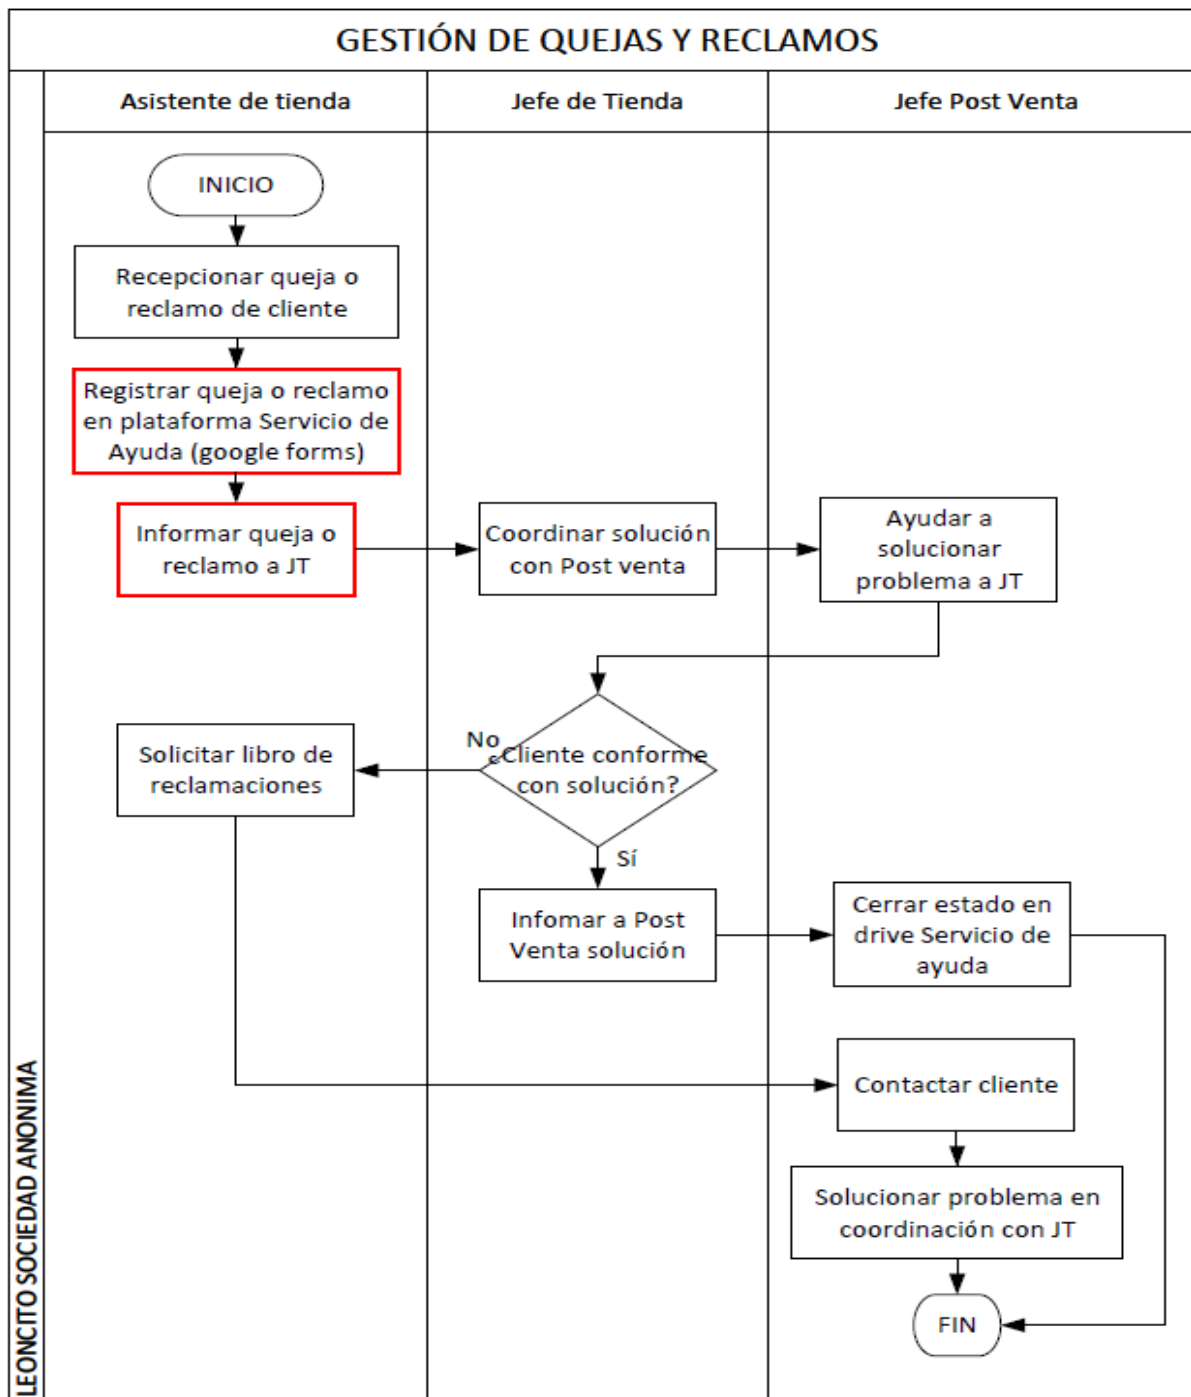 GESTIÓN DE QUEJAS Y RECLAMOS
Asistente de tienda
Jefe de Tienda
Jefe Post Venta
INICIO
Recepcionar queja o
reclamo de cliente
Registrar queja o reclamo
en plataforma Servicio de
Ayuda (google forms)
Informar queja o
reclamo a JT
Coordinar solución
con Post venta
Ayudar a
solucionar
problema a JT
¿Cliente conforme
con solución?
No
Solicitar libro de
reclamaciones
Sí
Infomar a Post
Venta solución
Cerrar estado en
drive Servicio de
ayuda
Contactar cliente
Solucionar problema en
coordinación con JT
FIN
LEONCITO SOCIEDAD ANONIMA